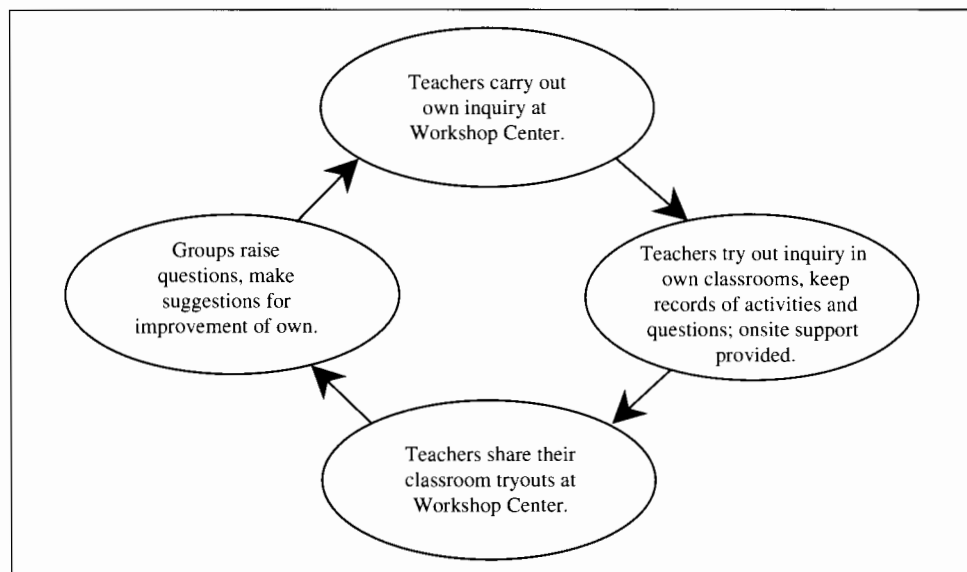 Teachers carry out
own inquiry at
Workshop Center.
Teachers try out inquiry in
own classrooms, keep
records of activities and
questions; onsite support
provided.
Teachers share their
classroom tryouts at
Workshop Center.
Groups raise
questions, make
suggestions for
improvement of own.